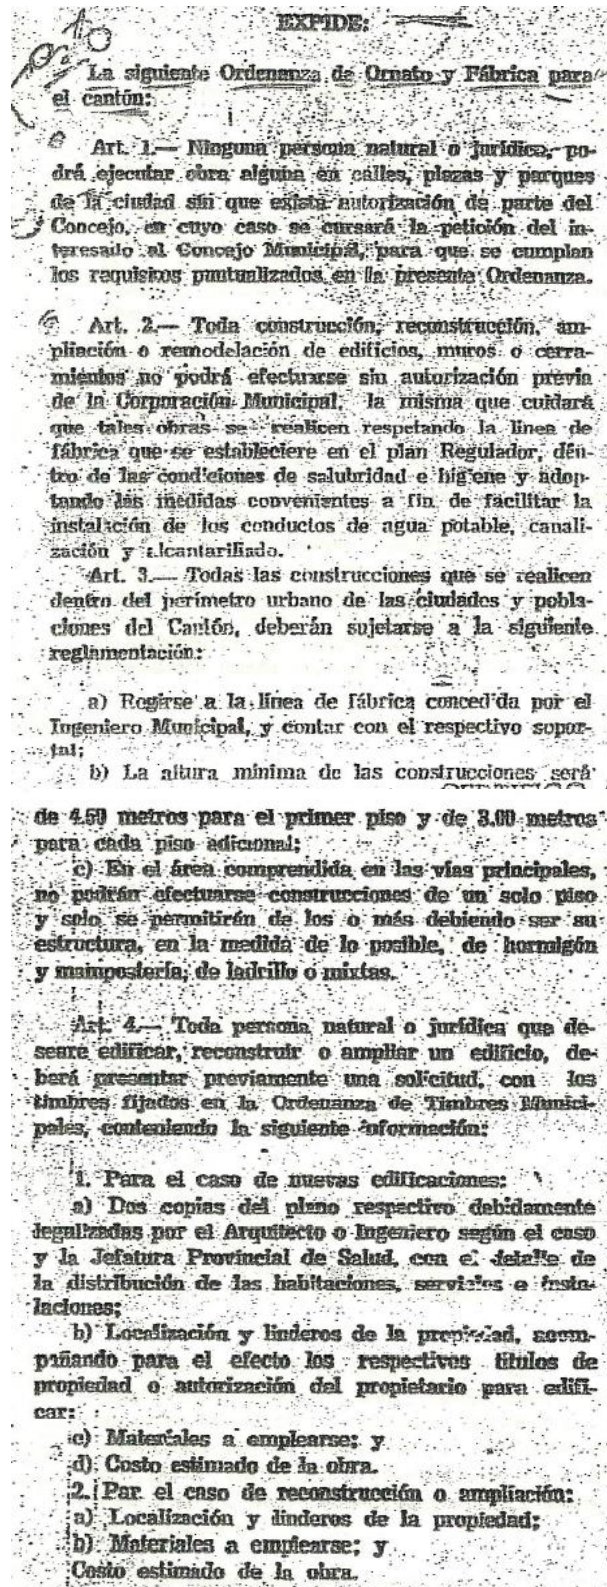 EXPIDE:
La siguiente Ordenanza de Ornato y Fábrica para
el cantón:
Art. 1.— Ninguna persona natural o jurídica, po-
drá ejecutar obra alguna en calles, plazas y parques
de la ciudad sin que exista autorización de parte del
Concejo, en cuyo caso se cursará la petición del in-
teresado al Concejo Municipal, para que se cumplan
los requisitos puntualizados en la presente Ordenanza.
Art. 2.— Toda construcción, reconstrucción, am-
pliación o remodelación de edificios, muros o cerra-
mientos no podrá efectuarse sin autorización previa
de la Corporación Municipal, la misma que cuidará
que tales obras se realicen respetando la línea de
fábrica que se estableciere en el plán Regulador, den-
tro de las condiciones de salubridad e higiene y adop-
tando las medidas convenientes a fin de facilitar la
instalación de los conductos de agua potable, canali-
zación y alcantarillado.
Art. 3.— Todas las construcciones que se realicen
dentro del perímetro urbano de las ciudades y pobla-
ciones del Cantón, deberán sujetarse a la siguiente
reglamentación:
a) Regirse a la línea de fábrica concedida por el
Ingeniero Municipal, y contar con el respectivo sopor-
tal;
b) La altura mínima de las construcciones será
de 4.50 metros para el primer piso y de 3.00 metros
para cada piso adicional;
c) En el área comprendida en las vías principales,
no podrán efectuarse construcciones de un solo piso
y solo se permitirán de los o más debiendo ser su
estructura, en la medida de lo posible, de hormigón
y mampostería, de ladrillo o mixtas.
Art. 4.— Toda persona natural o jurídica que de-
seare edificar, reconstruir o ampliar un edificio, de-
berá presentar previamente una solicitud, con los
timbres fijados en la Ordenanza de Timbres Munici-
pales, conteniendo la siguiente información:
1. Para el caso de nuevas edificaciones:
a) Dos copias del plano respectivo debidamente
legalizadas por el Arquitecto o Ingeniero según el caso
y la Jefatura Provincial de Salud, con el detalle de
la distribución de las habitaciones, servicios e insta-
laciones;
b) Localización y linderos de la propiedad, acom-
pañando para el efecto los respectivos títulos de
propiedad o autorización del propietario para edifi-
car;
c) Materiales a emplearse; y
d) Costo estimado de la obra.
2. Par el caso de reconstrucción o ampliación:
a) Localización y linderos de la propiedad;
b) Materiales a emplearse; y
Costo estimado de la obra.